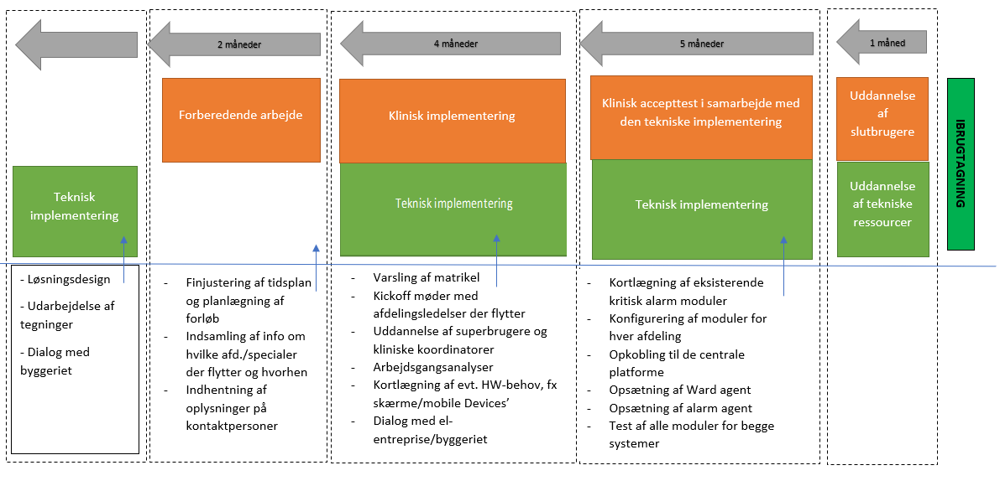 2 måneder
4 måneder
5 måneder
1 måned
Forberedende arbejde
Klinisk implementering
Klinisk accepttest i samarbejde med
den tekniske implementering
Uddannelse
af
slutbrugere
IBRUGTAGNING
Teknisk
implementering
Teknisk implementering
Teknisk implementering
Uddannelse
af tekniske
ressourcer
- Løsningsdesign
- Udarbejdelse af
tegninger
- Dialog med
byggeriet
- Finjustering af tidsplan
og planlægning af
forløb
- Indsamling af info om
hvilke afd./specialer
der flytter og hvorhen
- Indhentning af
oplysninger på
kontaktpersoner
- Varsling af matrikel
- Kickoff møder med
afdelingsledelser der flytter
- Uddannelse af superbrugere og
kliniske koordinatorer
- Arbejdsgangsanalyser
- Kortlægning af evt. HW-behov, fx
skærme/mobile Devices’
- Dialog med el-
entreprise/byggeriet
- Kortlægning af eksisterende
kritisk alarm moduler
- Konfigurering af moduler for
hver afdeling
- Opkobling til de centrale
platforme
- Opsætning af Ward agent
- Opsætning af alarm agent
- Test af alle moduler for begge
systemer